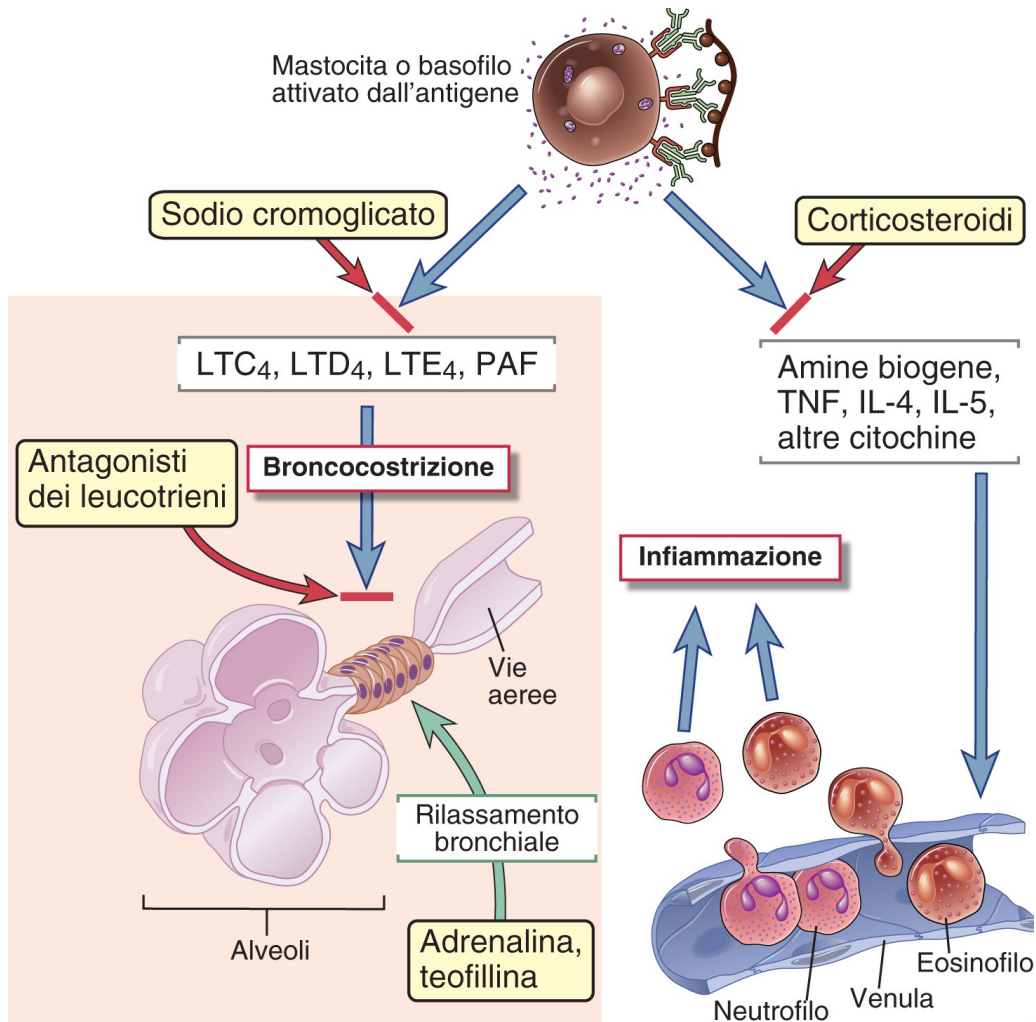 Mastocita o basofilo
attivato dall'antigene
Sodio cromoglicato
Corticosteroidi
LTC4, LTD4, LTE4, PAF
Amine biogene,
TNF, IL-4, IL-5,
altre citochine
Antagonisti
dei leucotrieni
Broncocostrizione
Infiammazione
Vie
aeree
Rilassamento
bronchiale
Alveoli
Adrenalina,
teofillina
Eosinofilo
Venula
Neutrofilo